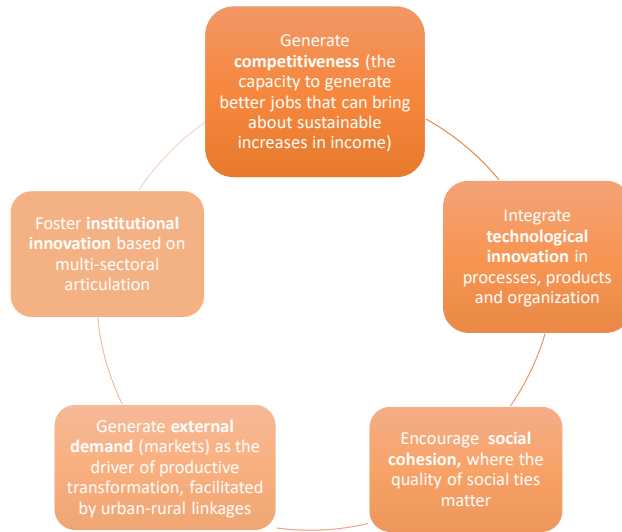 Generate
competitiveness (the
capacity to generate
better jobs that can bring
about sustainable
increases in income)
Integrate
technological
innovation in
processes, products
and organization
Encourage social
cohesion, where the
quality of social ties
matter
Generate external
demand (markets) as the
driver of productive
transformation, facilitated
by urban-rural linkages
Foster institutional
innovation based on
multi-sectoral
articulation